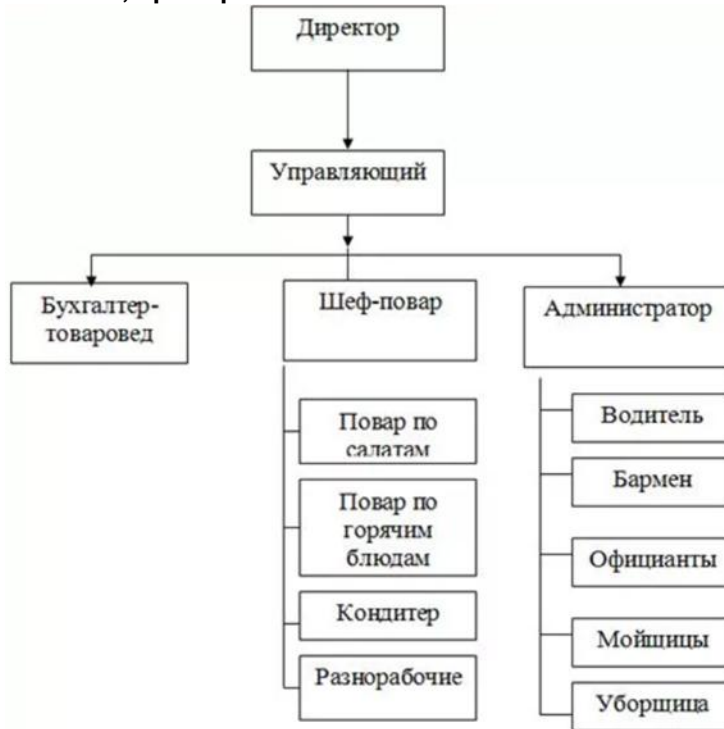 Директор
Управляющий
Бухгалтер-
товаровед
Шеф-повар
Администратор
Повар по
салатам
Повар по
горячим
блюдам
Кондитер
Разнорабочие
Водитель
Бармен
Официанты
Мойщицы
Уборщица